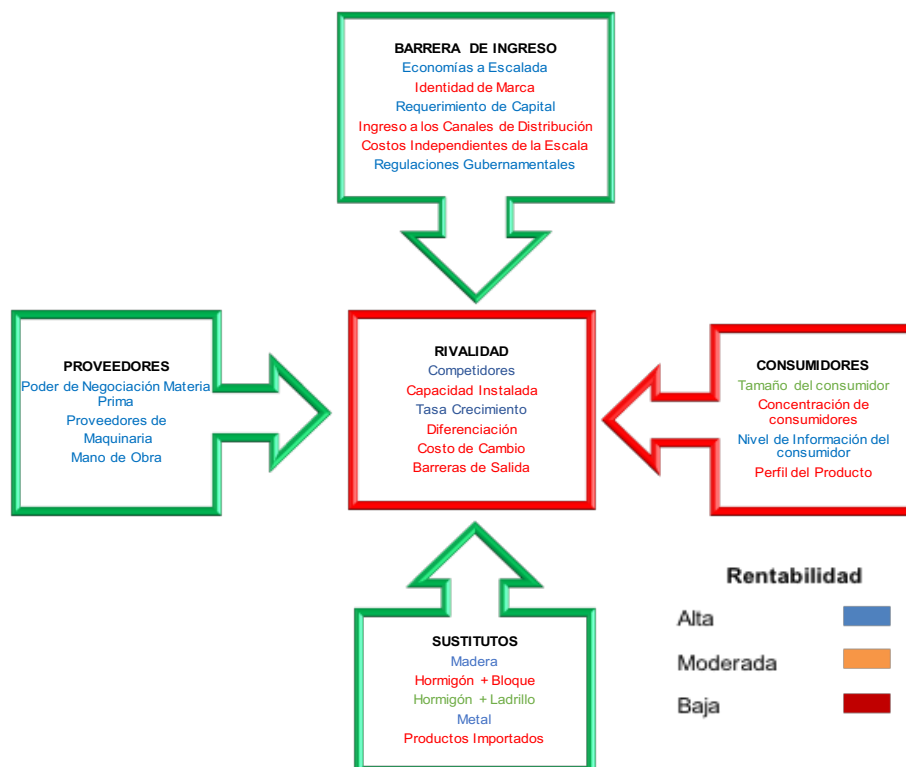 BARRERA DE INGRESO
Economías a Escalada
Identidad de Marca
Requerimiento de Capital
Ingreso a los Canales de Distribución
Costos Independientes de la Escala
Regulaciones Gubernamentales
PROVEEDORES
Poder de Negociación Materia
Prima
Proveedores de
Maquinaria
Mano de Obra
RIVALIDAD
Competidores
Capacidad Instalada
Tasa Crecimiento
Diferenciación
Costo de Cambio
Barreras de Salida
CONSUMIDORES
Tamaño del consumidor
Concentración de
consumidores
Nivel de Información del
consumidor
Perfil del Producto
SUSTITUTOS
Madera
Hormigón + Bloque
Hormigón + Ladrillo
Metal
Productos Importados
Rentabilidad
Alta
Moderada
Baja